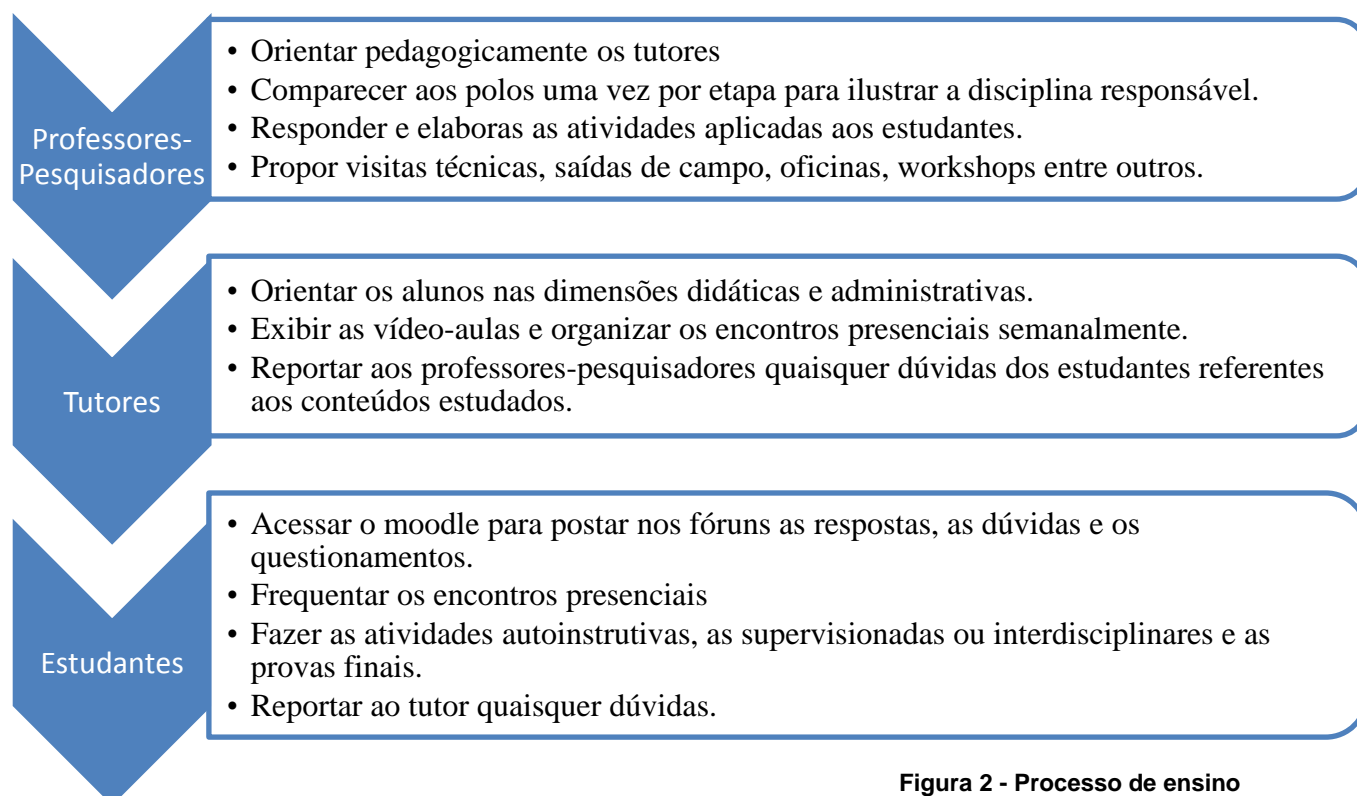 Professores-
Pesquisadores
• Orientar pedagogicamente os tutores
• Comparecer aos polos uma vez por etapa para ilustrar a disciplina responsável.
• Responder e elaboras as atividades aplicadas aos estudantes.
• Propor visitas técnicas, saídas de campo, oficinas, workshops entre outros.
Tutores
• Orientar os alunos nas dimensões didáticas e administrativas.
• Exibir as vídeo-aulas e organizar os encontros presenciais semanalmente.
• Reportar aos professores-pesquisadores quaisquer dúvidas dos estudantes referentes
aos conteúdos estudados.
Estudantes
• Acessar o moodle para postar nos fóruns as respostas, as dúvidas e os
questionamentos.
• Frequentar os encontros presenciais
• Fazer as atividades autoinstrutivas, as supervisionadas ou interdisciplinares e as
provas finais.
• Reportar ao tutor quaisquer dúvidas.
Figura 2 - Processo de ensino